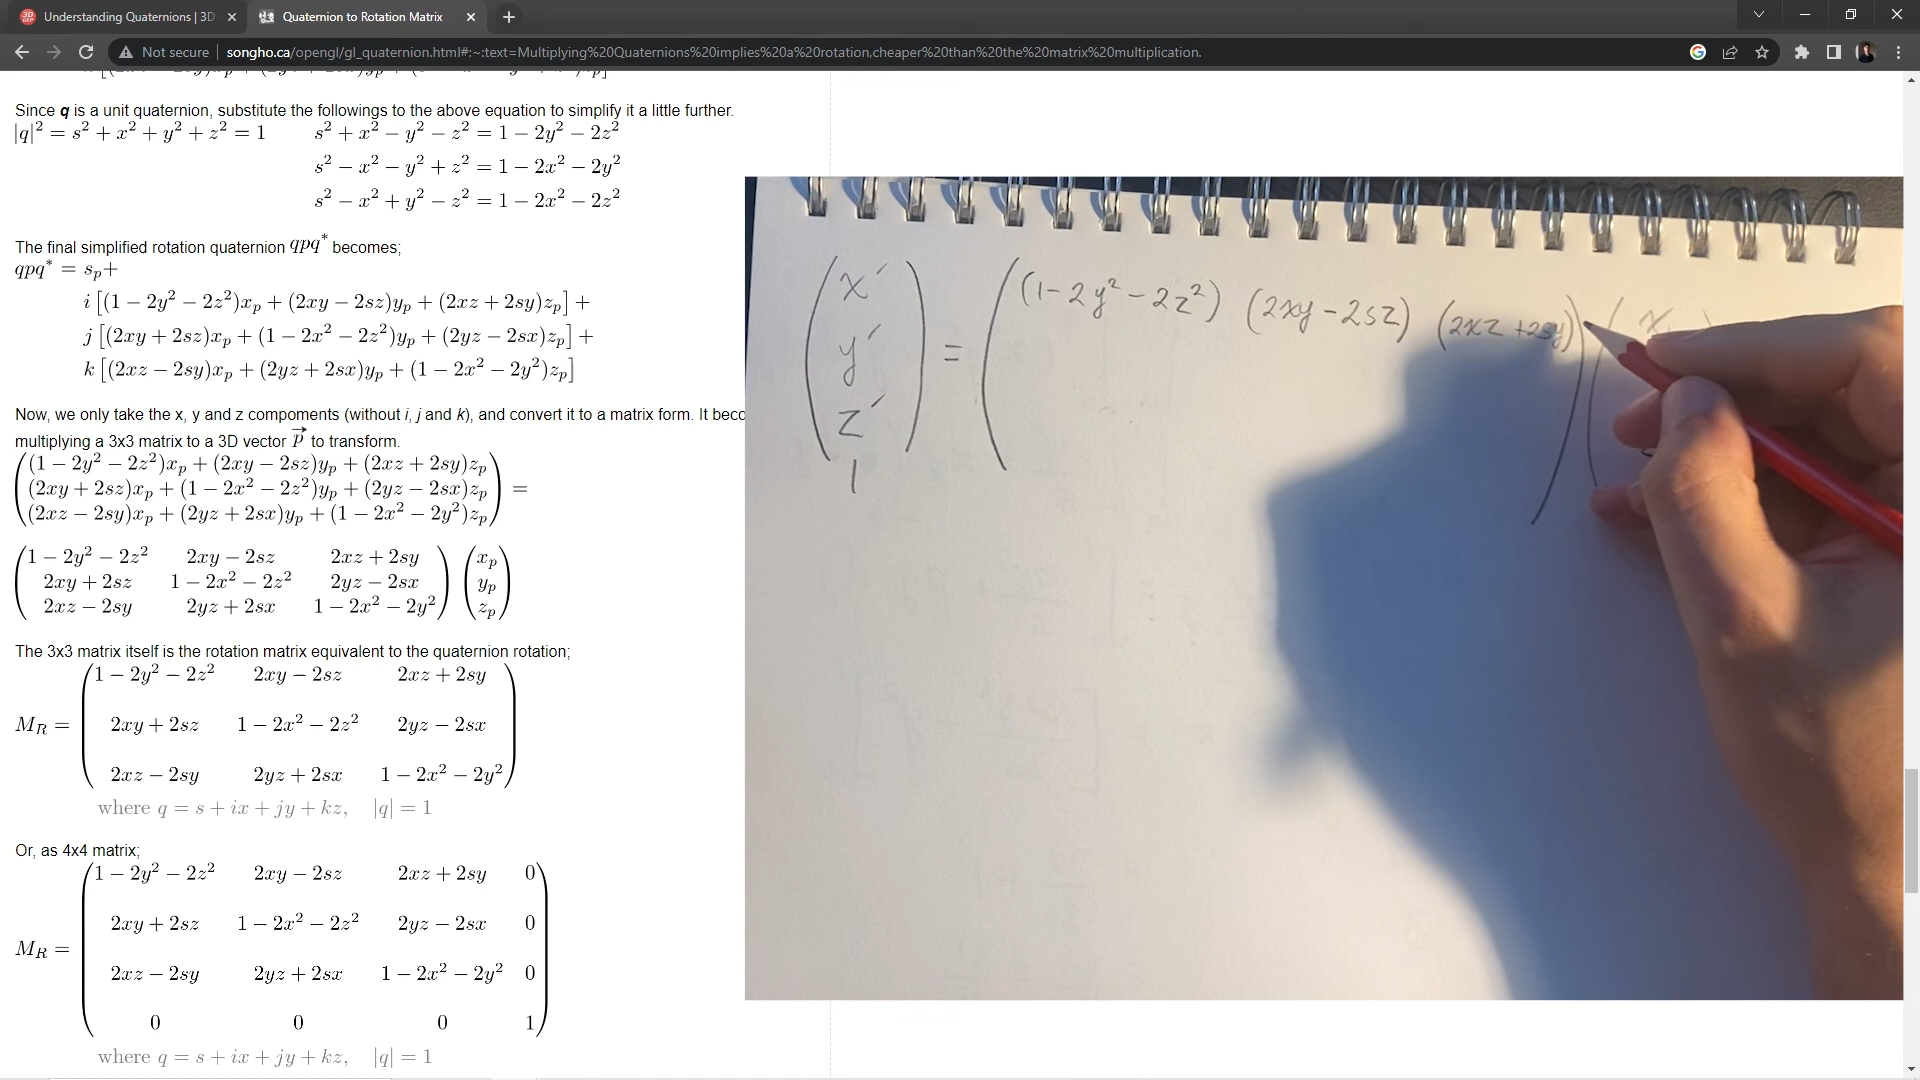 Understanding Quaternions | 3D
Quaternion to Rotation Matrix
Not secure | songho.ca/opengl/gl_quaternion.html#:~:text=Multiplying%20Quaternions%20implies%20a%20rotation,cheaper%20than%20the%20matrix%20multiplication.
Since q is a unit quaternion, substitute the followings to the above equation to simplify it a little further.
|q|² = s² + x² + y² + z² = 1 s² + x² − y² − z² = 1 − 2y² − 2z²
s² − x² − y² + z² = 1 − 2x² − 2y²
s² − x² + y² − z² = 1 − 2x² − 2z²
The final simplified rotation quaternion qpq* becomes;
qpq* = sₚ+
i [(1 − 2y² − 2z²)xₚ + (2xy − 2sz)yₚ + (2xz + 2sy)zₚ] +
j [(2xy + 2sz)xₚ + (1 − 2x² − 2z²)yₚ + (2yz − 2sx)zₚ] +
k [(2xz − 2sy)xₚ + (2yz + 2sx)yₚ + (1 − 2x² − 2y²)zₚ]
Now, we only take the x, y and z compoments (without i, j and k), and convert it to a matrix form. It beco
multiplying a 3x3 matrix to a 3D vector p⃗ to transform.
(1 − 2y² − 2z²)xₚ + (2xy − 2sz)yₚ + (2xz + 2sy)zₚ
(2xy + 2sz)xₚ + (1 − 2x² − 2z²)yₚ + (2yz − 2sx)zₚ =
(2xz − 2sy)xₚ + (2yz + 2sx)yₚ + (1 − 2x² − 2y²)zₚ
1 − 2y² − 2z² 2xy − 2sz 2xz + 2sy xₚ
2xy + 2sz 1 − 2x² − 2z² 2yz − 2sx yₚ
2xz − 2sy 2yz + 2sx 1 − 2x² − 2y² zₚ
The 3x3 matrix itself is the rotation matrix equivalent to the quaternion rotation;
1 − 2y² − 2z² 2xy − 2sz 2xz + 2sy
M_R = 2xy + 2sz 1 − 2x² − 2z² 2yz − 2sx
2xz − 2sy 2yz + 2sx 1 − 2x² − 2y²
where q = s + ix + jy + kz, |q| = 1
Or, as 4x4 matrix;
1 − 2y² − 2z² 2xy − 2sz 2xz + 2sy 0
2xy + 2sz 1 − 2x² − 2z² 2yz − 2sx 0
M_R =
2xz − 2sy 2yz + 2sx 1 − 2x² − 2y² 0
0 0 0 1
where q = s + ix + jy + kz, |q| = 1
x′ (1-2y²-2z²) (2xy-2sz) (2xz+2sy) x
y′ =
z′
1